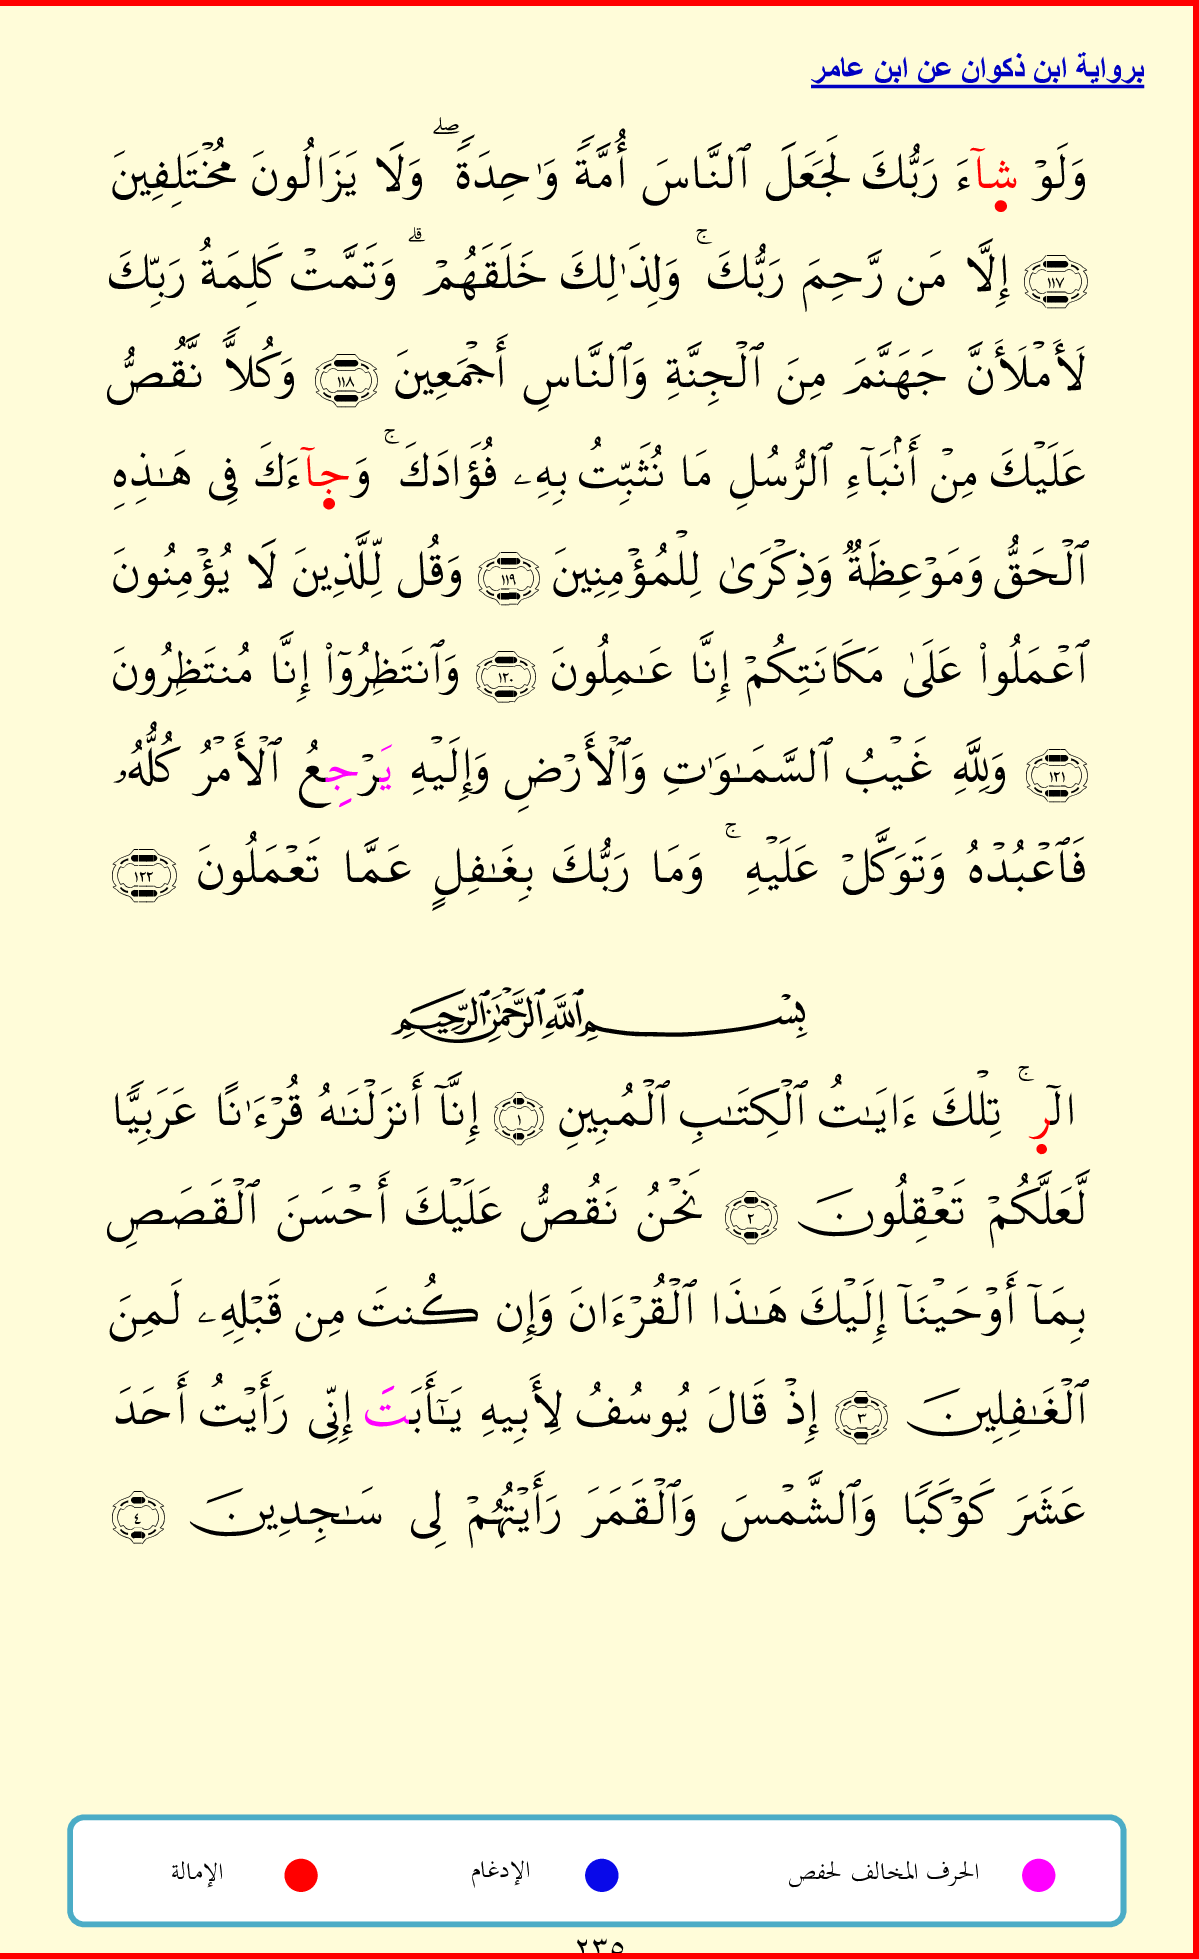 برواية ابن ذكوان عن ابن عامر
وَلَوۡ شَآءَ رَبُّكَ لَجَعَلَ ٱلنَّاسَ أُمَّةٗ وَٰحِدَةٗۖ وَلَا يَزَالُونَ مُخۡتَلِفِينَ
١١٧ إِلَّا مَن رَّحِمَ رَبُّكَۚ وَلِذَٰلِكَ خَلَقَهُمۡۗ وَتَمَّتۡ كَلِمَةُ رَبِّكَ
لَأَمۡلَأَنَّ جَهَنَّمَ مِنَ ٱلۡجِنَّةِ وَٱلنَّاسِ أَجۡمَعِينَ ١١٨ وَكُلّٗا نَّقُصُّ
عَلَيۡكَ مِنۡ أَنۢبَآءِ ٱلرُّسُلِ مَا نُثَبِّتُ بِهِۦ فُؤَادَكَۚ وَجَآءَكَ فِى هَٰذِهِ
ٱلۡحَقُّ وَمَوۡعِظَةٞ وَذِكۡرَىٰ لِلۡمُؤۡمِنِينَ ١١٩ وَقُل لِّلَّذِينَ لَا يُؤۡمِنُونَ
ٱعۡمَلُواْ عَلَىٰ مَكَانَتِكُمۡ إِنَّا عَٰمِلُونَ ١٢٠ وَٱنتَظِرُوٓاْ إِنَّا مُنتَظِرُونَ
١٢١ وَلِلَّهِ غَيۡبُ ٱلسَّمَٰوَٰتِ وَٱلۡأَرۡضِ وَإِلَيۡهِ يَرۡجِعُ ٱلۡأَمۡرُ كُلُّهُۥ
فَٱعۡبُدۡهُ وَتَوَكَّلۡ عَلَيۡهِۚ وَمَا رَبُّكَ بِغَٰفِلٍ عَمَّا تَعۡمَلُونَ ١٢٢
بِسۡمِ ٱللَّهِ ٱلرَّحۡمَٰنِ ٱلرَّحِيمِ
الٓرۚ تِلۡكَ ءَايَٰتُ ٱلۡكِتَٰبِ ٱلۡمُبِينِ ١ إِنَّآ أَنزَلۡنَٰهُ قُرۡءَٰنًا عَرَبِيّٗا
لَّعَلَّكُمۡ تَعۡقِلُونَ ٢ نَحۡنُ نَقُصُّ عَلَيۡكَ أَحۡسَنَ ٱلۡقَصَصِ
بِمَآ أَوۡحَيۡنَآ إِلَيۡكَ هَٰذَا ٱلۡقُرۡءَانَ وَإِن كُنتَ مِن قَبۡلِهِۦ لَمِنَ
ٱلۡغَٰفِلِينَ ٣ إِذۡ قَالَ يُوسُفُ لِأَبِيهِ يَٰٓأَبَتَ إِنِّى رَأَيۡتُ أَحَدَ
عَشَرَ كَوۡكَبٗا وَٱلشَّمۡسَ وَٱلۡقَمَرَ رَأَيۡتُهُمۡ لِى سَٰجِدِينَ ٤
الحرف المخالف لحفص الإدغام الإمالة
٢٣٥